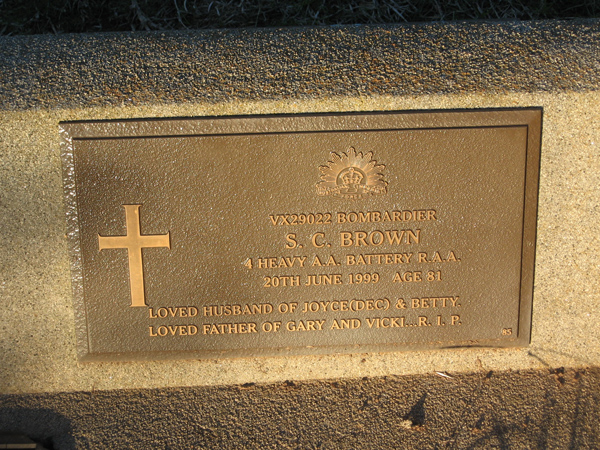 VX29022 BOMBARDIER
S. C. BROWN
4 HEAVY A.A. BATTERY R.A.A.
20TH JUNE 1999 AGE 81
LOVED HUSBAND OF JOYCE(DEC) & BETTY.
LOVED FATHER OF GARY AND VICKI...R. I. P.